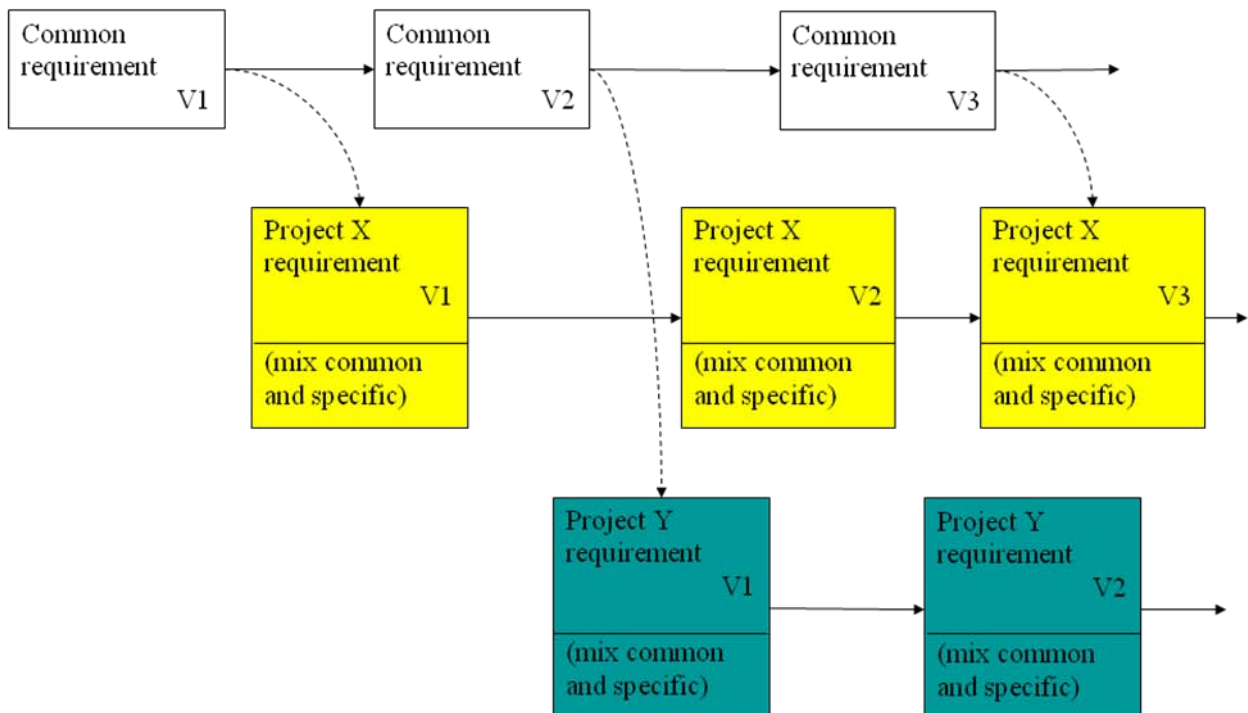 Common
requirement
V1
Common
requirement
V2
Common
requirement
V3
Project X
requirement
V1
(mix common
and specific)
Project X
requirement
V2
(mix common
and specific)
Project X
requirement
V3
(mix common
and specific)
Project Y
requirement
V1
(mix common
and specific)
Project Y
requirement
V2
(mix common
and specific)